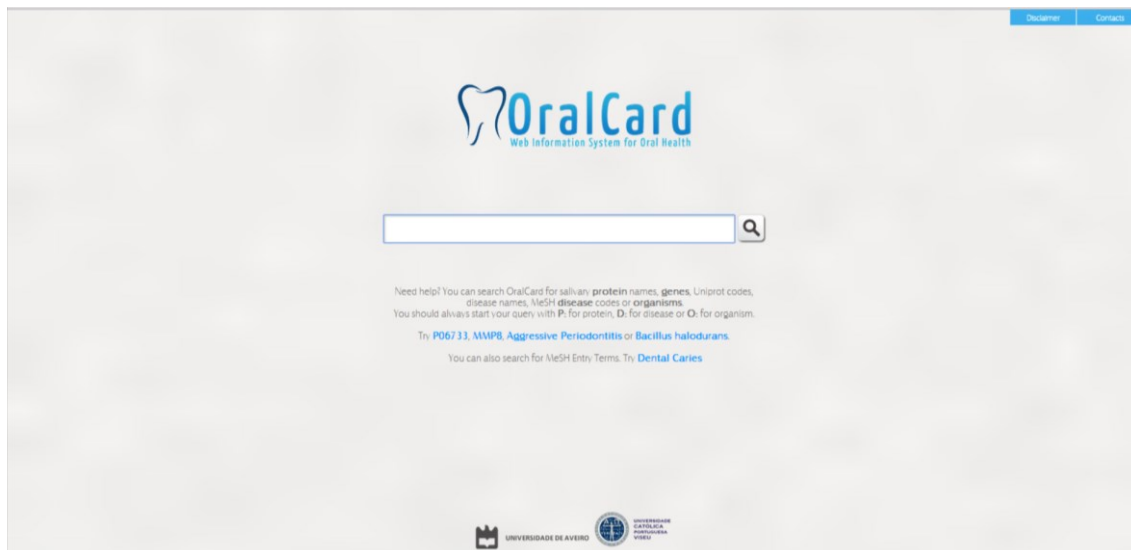 Disclaimer Contacts
OralCard
Web Information System for Oral Health
Need help? You can search OralCard for salivary protein names, genes, Uniprot codes,
disease names, MeSH disease codes or organisms.
You should always start your query with P: for protein, D: for disease or O: for organism.
Try P06733, MMP8, Aggressive Periodontitis or Bacillus halodurans.
You can also search for MeSH Entry Terms. Try Dental Caries
UNIVERSIDADE DE AVEIRO
UNIVERSIDADE
CATÓLICA
PORTUGUESA
VISEU